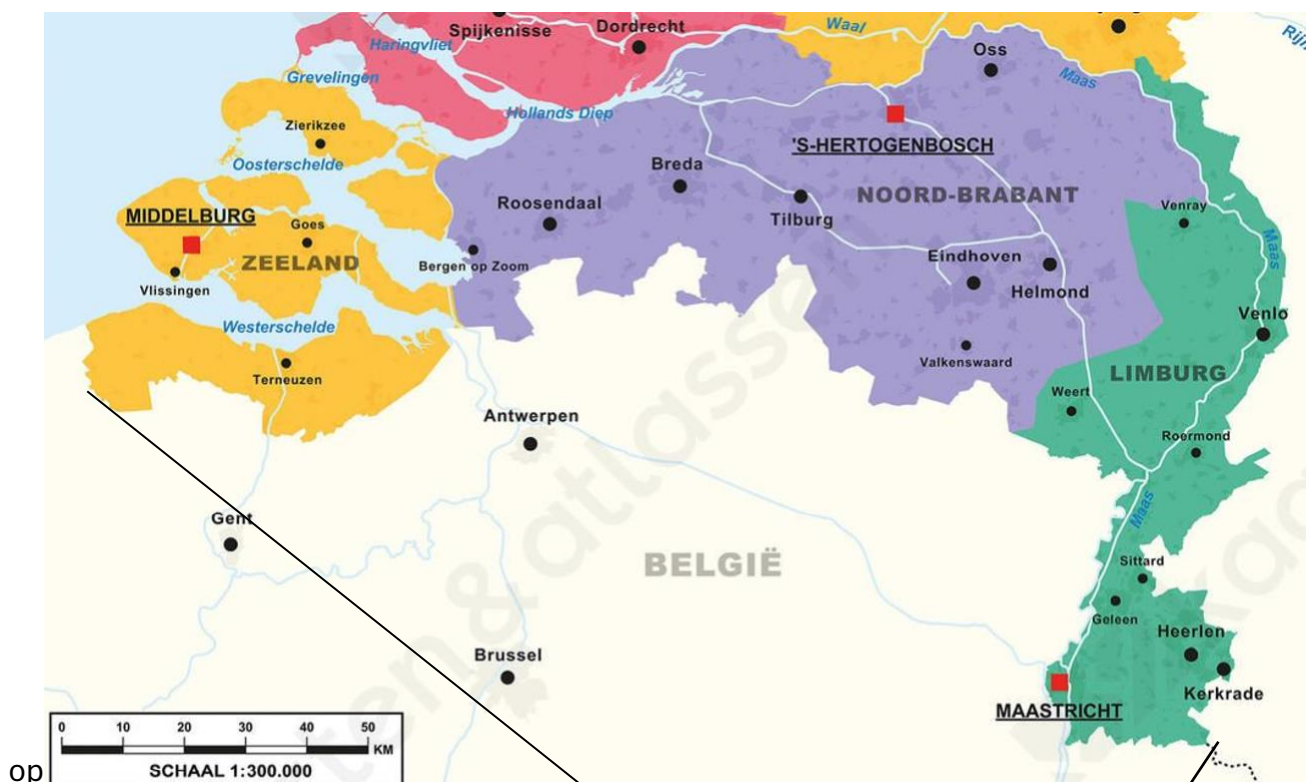 Spijkenisse
Dordrecht
Haringvliet
Waal
Oss
Maas
Grevelingen
Hollands Diep
Zierikzee
'S-HERTOGENBOSCH
Oosterschelde
Breda
NOORD-BRABANT
MIDDELBURG
Roosendaal
Tilburg
Venray
Goes
ZEELAND
Bergen op Zoom
Eindhoven
Maas
Vlissingen
Helmond
Westerschelde
Venlo
Valkenswaard
Terneuzen
LIMBURG
Weert
Antwerpen
Roermond
Gent
Maas
BELGIË
Sittard
Geleen
Heerlen
Brussel
Kerkrade
MAASTRICHT
0 10 20 30 40 50
KM
SCHAAL 1:300.000
op